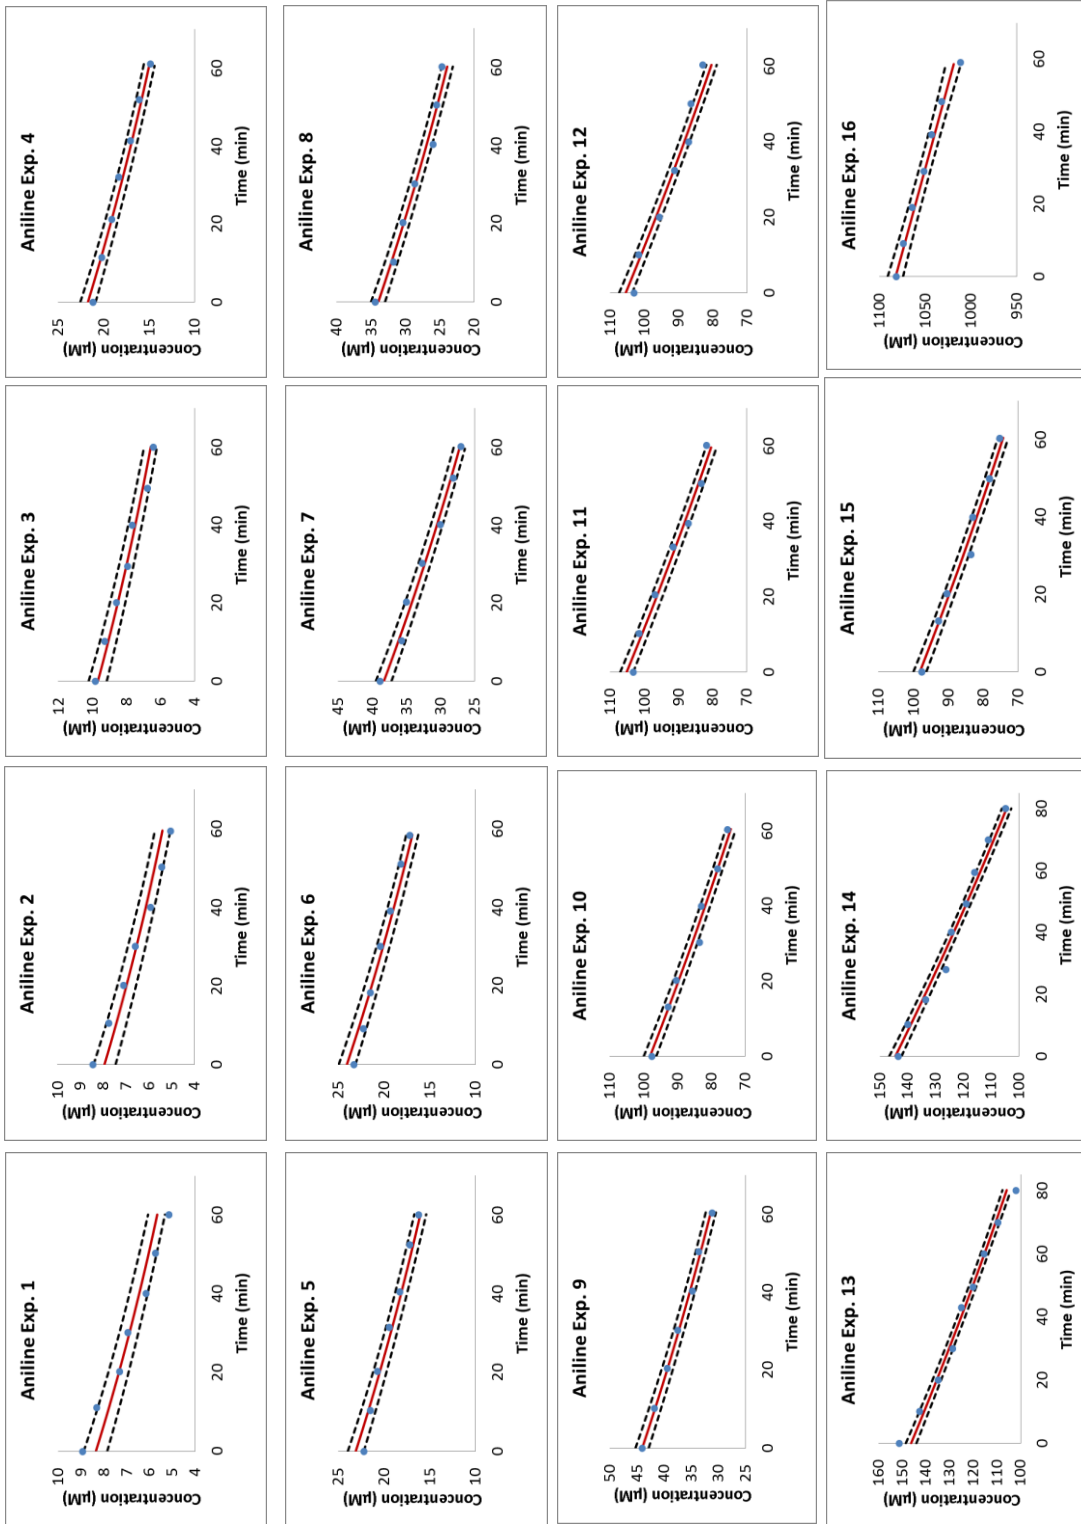 Aniline Exp. 1
Concentration (µM)
10
9
8
7
6
5
4
0 20 40 60
Time (min)
Aniline Exp. 2
Concentration (µM)
10
9
8
7
6
5
4
0 20 40 60
Time (min)
Aniline Exp. 3
Concentration (µM)
12
10
8
6
4
0 20 40 60
Time (min)
Aniline Exp. 4
Concentration (µM)
25
20
15
10
0 20 40 60
Time (min)
Aniline Exp. 5
Concentration (µM)
25
20
15
10
0 20 40 60
Time (min)
Aniline Exp. 6
Concentration (µM)
25
20
15
10
0 20 40 60
Time (min)
Aniline Exp. 7
Concentration (µM)
45
40
35
30
25
0 20 40 60
Time (min)
Aniline Exp. 8
Concentration (µM)
40
35
30
25
20
0 20 40 60
Time (min)
Aniline Exp. 9
Concentration (µM)
50
45
40
35
30
25
0 20 40 60
Time (min)
Aniline Exp. 10
Concentration (µM)
110
100
90
80
70
0 20 40 60
Time (min)
Aniline Exp. 11
Concentration (µM)
110
100
90
80
70
0 20 40 60
Time (min)
Aniline Exp. 12
Concentration (µM)
110
100
90
80
70
0 20 40 60
Time (min)
Aniline Exp. 13
Concentration (µM)
160
150
140
130
120
110
100
0 20 40 60 80
Time (min)
Aniline Exp. 14
Concentration (µM)
150
140
130
120
110
100
0 20 40 60 80
Time (min)
Aniline Exp. 15
Concentration (µM)
110
100
90
80
70
0 20 40 60
Time (min)
Aniline Exp. 16
Concentration (µM)
1100
1050
1000
950
0 20 40 60
Time (min)